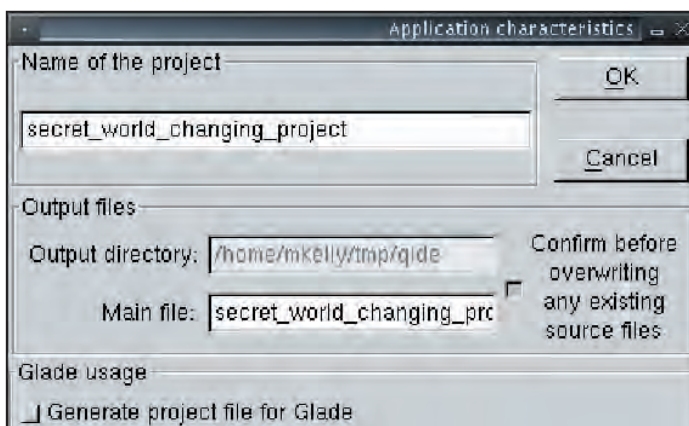 Application characteristics
Name of the project
OK
secret_world_changing_project
Cancel
Output files
Output directory: /home/mkelly/tmp/qide
Confirm before
overwriting
any existing
source files
Main file: secret_world_changing_pro
Glade usage
Generate project file for Glade